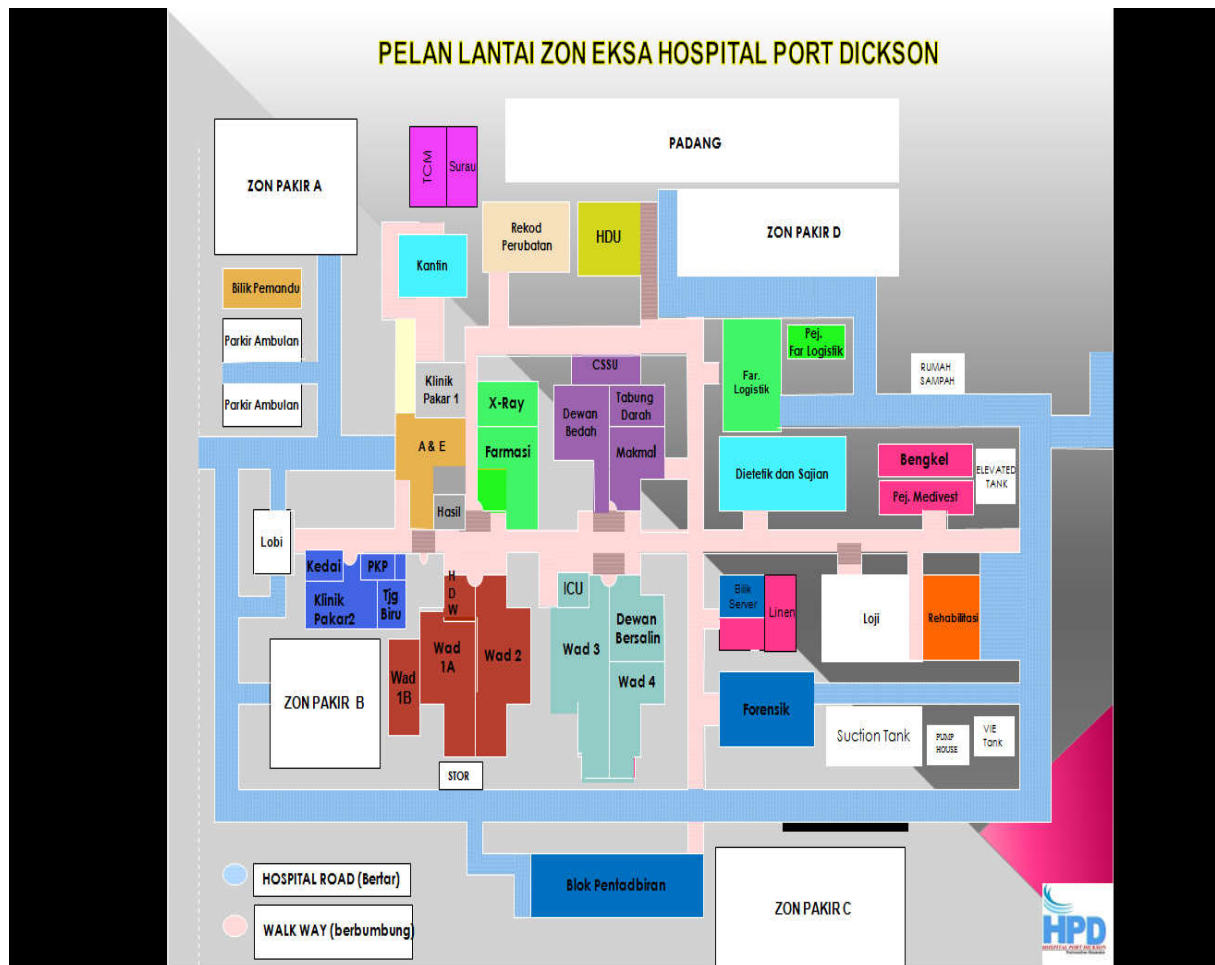 PELAN LANTAI ZON EKSA HOSPITAL PORT DICKSON
PADANG
ZON PAKIR A
TCM
Surau
Rekod
Perubatan
HDU
ZON PAKIR D
Kantin
Bilik Pemandu
Parkir Ambulan
Parkir Ambulan
Pej.
Far Logistik
Far.
Logistik
RUMAH
SAMPAH
Klinik
Pakar 1
CSSU
X-Ray
Dewan
Bedah
Tabung
Darah
A & E
Farmasi
Makmal
Dietetik dan Sajian
Bengkel
Pej. Medivest
ELEVATED
TANK
Hasil
Lobi
Kedai
PKP
Klinik
Pakar2
Tjg
Biru
H
D
W
ICU
Bilik
Server
Linen
Loji
Rehabilitasi
Wad
1A
Wad 2
Wad 3
Dewan
Bersalin
Wad
1B
Wad 4
ZON PAKIR B
Forensik
Suction Tank
PUMP
HOUSE
VIE
Tank
STOR
HOSPITAL ROAD (Bertar)
Blok Pentadbiran
ZON PAKIR C
WALK WAY (berbumbung)
HPD
HOSPITAL PORT DICKSON